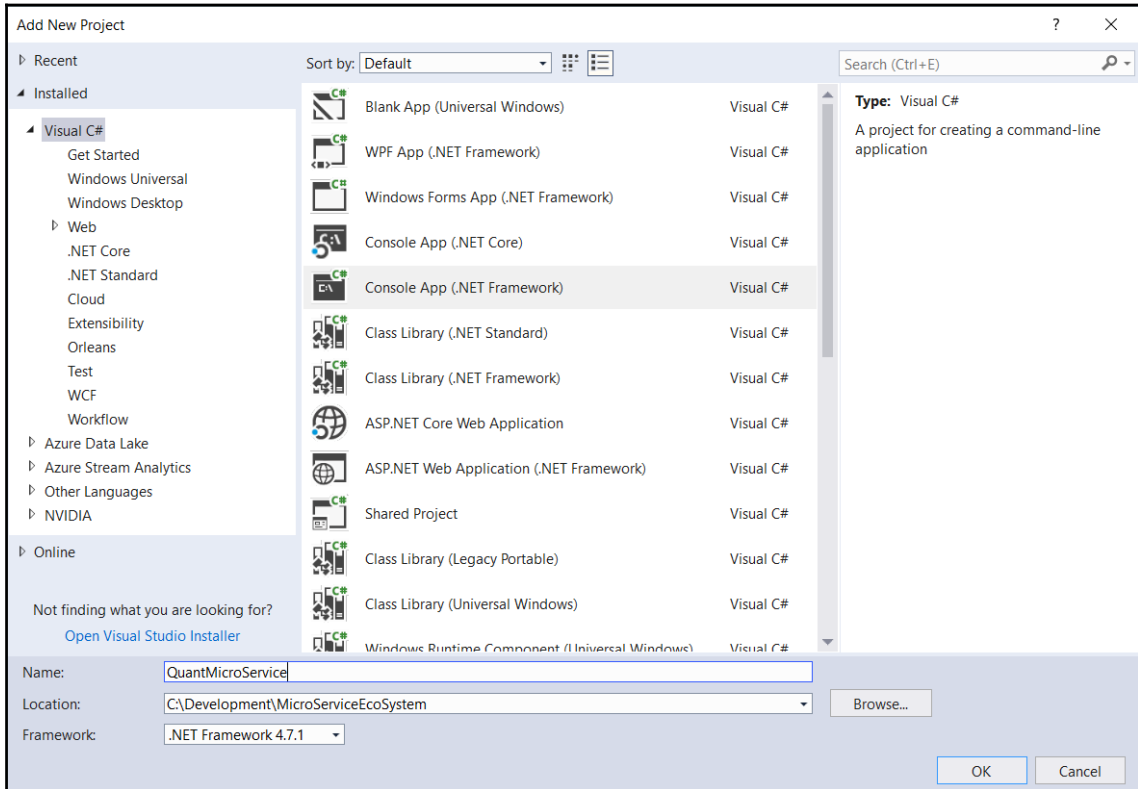 Add New Project
?
Recent
Sort by: Default
Search (Ctrl+E)
Installed
Visual C#
Get Started
Windows Universal
Windows Desktop
Web
.NET Core
.NET Standard
Cloud
Extensibility
Orleans
Test
WCF
Workflow
Azure Data Lake
Azure Stream Analytics
Other Languages
NVIDIA
Online
Not finding what you are looking for?
Open Visual Studio Installer
C# Blank App (Universal Windows) Visual C#
C# WPF App (.NET Framework) Visual C#
C# Windows Forms App (.NET Framework) Visual C#
C# Console App (.NET Core) Visual C#
C# Console App (.NET Framework) Visual C#
C# Class Library (.NET Standard) Visual C#
C# Class Library (.NET Framework) Visual C#
C# ASP.NET Core Web Application Visual C#
C# ASP.NET Web Application (.NET Framework) Visual C#
C# Shared Project Visual C#
C# Class Library (Legacy Portable) Visual C#
C# Class Library (Universal Windows) Visual C#
C# Windows Runtime Component (Universal Windows) Visual C#
Type: Visual C#
A project for creating a command-line
application
Name: QuantMicroService
Location: C:\Development\MicroServiceEcoSystem
Browse...
Framework: .NET Framework 4.7.1
OK
Cancel